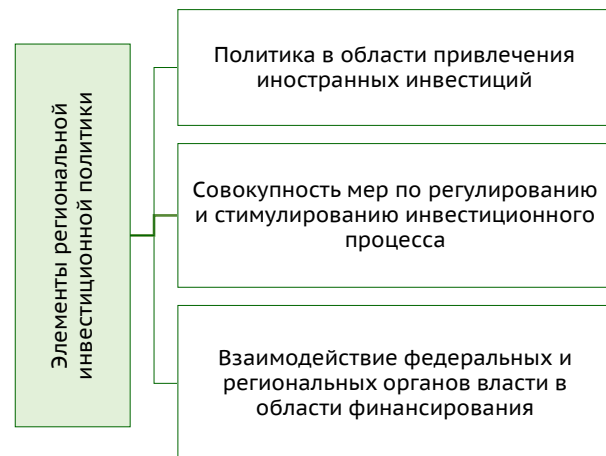 Элементы региональной
инвестиционной политики
Политика в области привлечения
иностранных инвестиций
Совокупность мер по регулированию
и стимулированию инвестиционного
процесса
Взаимодействие федеральных и
региональных органов власти в
области финансирования